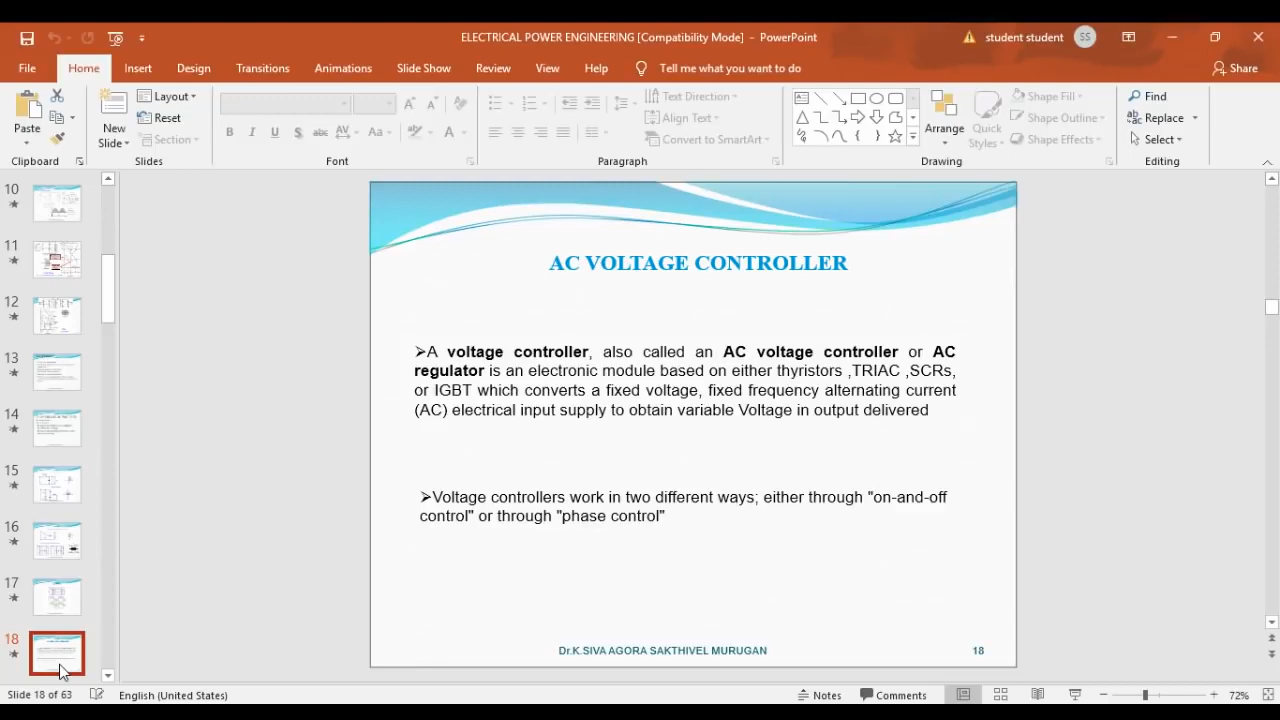 ELECTRICAL POWER ENGINEERING [Compatibility Mode] - PowerPoint
student student
SS
File
Home
Insert
Design
Transitions
Animations
Slide Show
Review
View
Help
Tell me what you want to do
Share
Paste
New
Slide
Layout
Reset
Section
B I U S abc AV Aa
A
Text Direction
Align Text
Convert to SmartArt
Arrange
Quick
Styles
Shape Fill
Shape Outline
Shape Effects
Find
Replace
Select
Clipboard
Slides
Font
Paragraph
Drawing
Editing
10
11
12
13
14
15
16
17
18
AC VOLTAGE CONTROLLER
➢A voltage controller, also called an AC voltage controller or AC
regulator is an electronic module based on either thyristors ,TRIAC ,SCRs,
or IGBT which converts a fixed voltage, fixed frequency alternating current
(AC) electrical input supply to obtain variable Voltage in output delivered
➢Voltage controllers work in two different ways; either through "on-and-off
control" or through "phase control"
Dr.K.SIVA AGORA SAKTHIVEL MURUGAN
18
Slide 18 of 63
English (United States)
Notes
Comments
72%